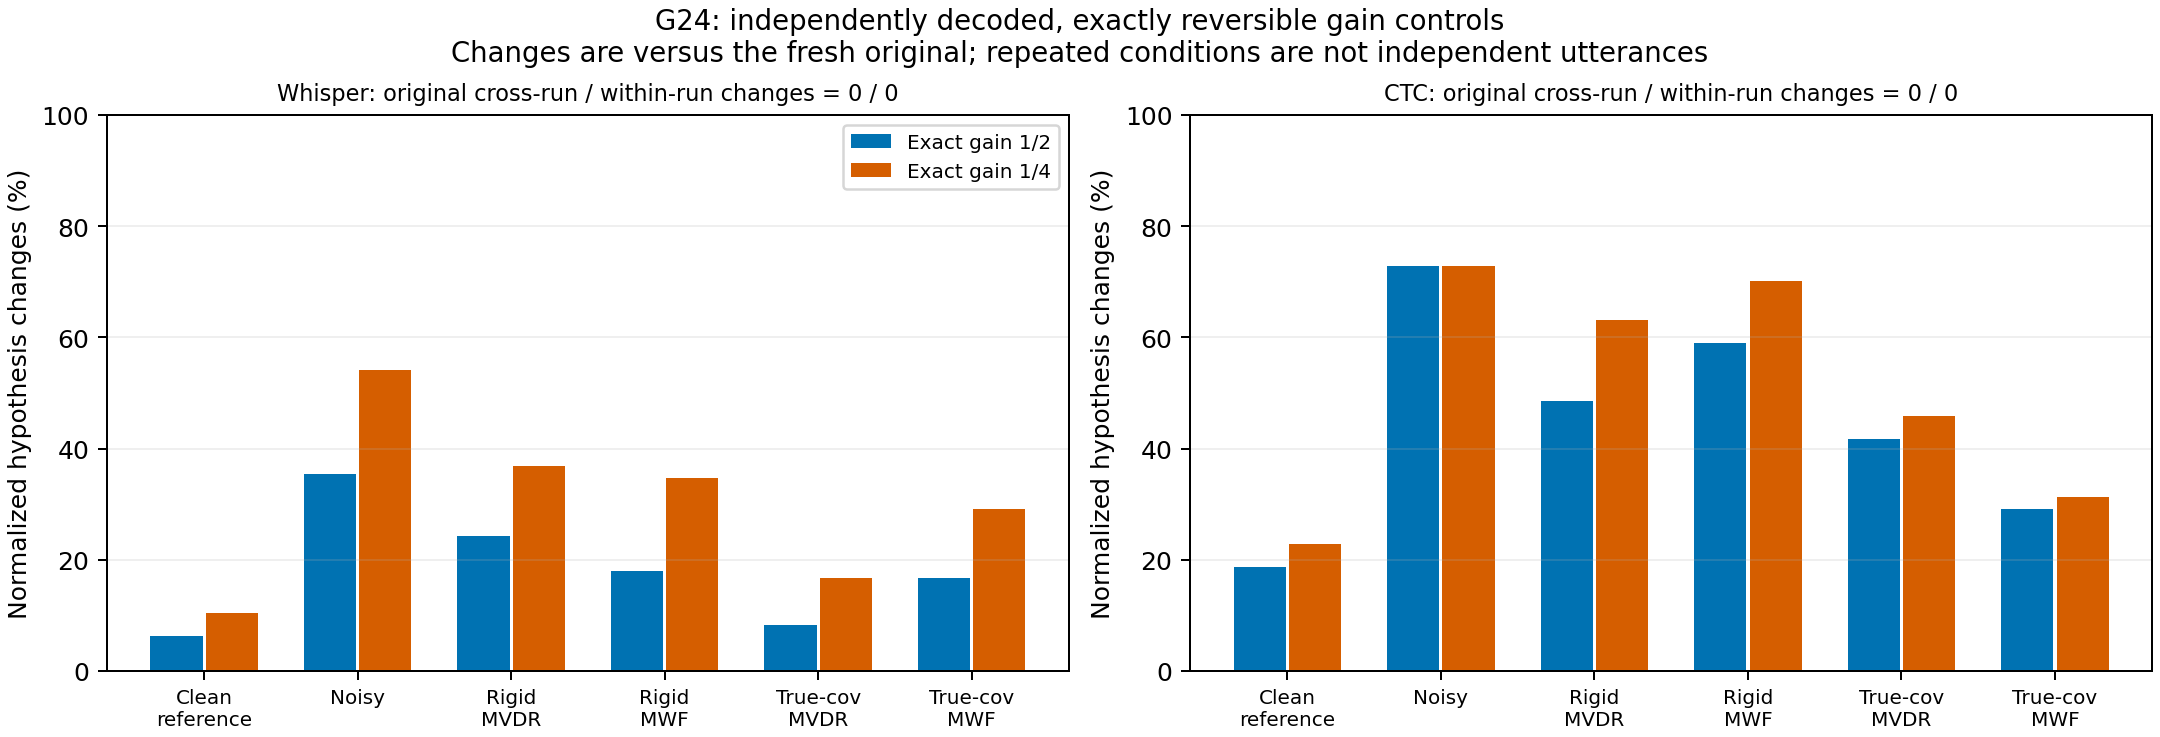 G24: independently decoded, exactly reversible gain controls
Changes are versus the fresh original; repeated conditions are not independent utterances
Whisper: original cross-run / within-run changes = 0 / 0
Normalized hypothesis changes (%)
100
80
60
40
20
0
Exact gain 1/2
Exact gain 1/4
Clean
reference
Noisy
Rigid
MVDR
Rigid
MWF
True-cov
MVDR
True-cov
MWF
CTC: original cross-run / within-run changes = 0 / 0
Normalized hypothesis changes (%)
100
80
60
40
20
0
Clean
reference
Noisy
Rigid
MVDR
Rigid
MWF
True-cov
MVDR
True-cov
MWF